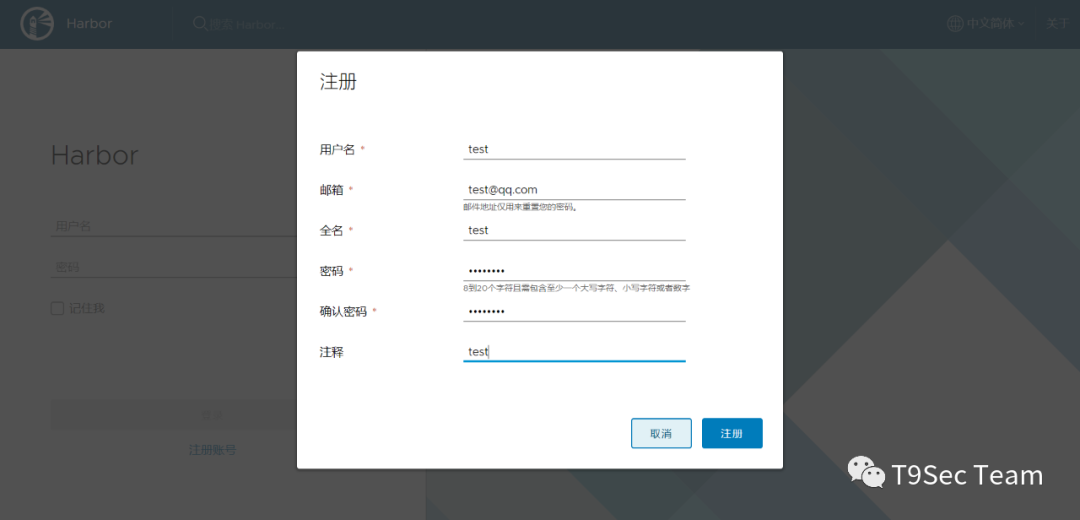 Harbor
搜索 Harbor...
中文简体
关于
注册
Harbor
用户名 * test
用户名
邮箱 * test@qq.com
邮件地址仅用来重置您的密码。
全名 * test
密码
密码 * ••••••••
8到20个字符且需包含至少一个大写字符、小写字符或者数字
记住我
确认密码 * ••••••••
注释 test
登录
取消
注册
注册账号
T9Sec Team